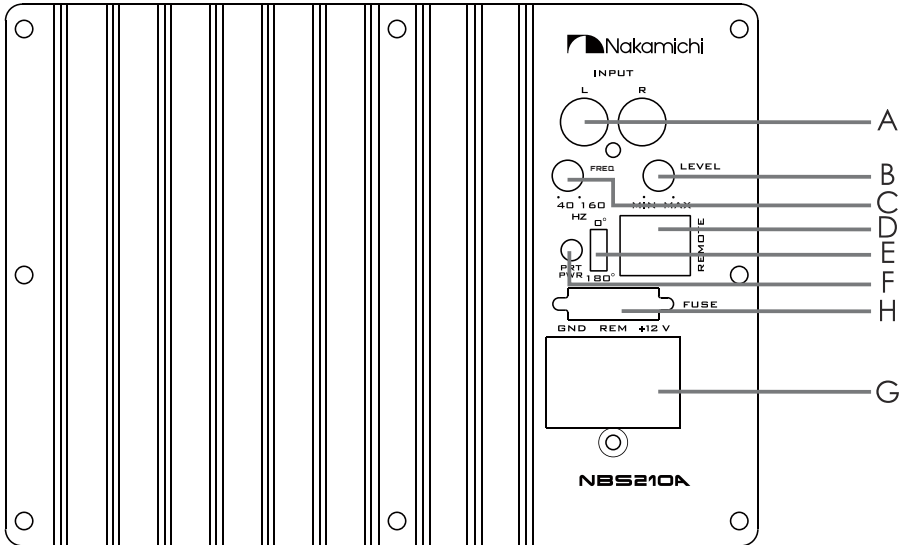 Nakamichi
INPUT
L R
A
FREQ LEVEL
B
C
40 160 MIN MAX
HZ
D
0°
REMOTE
E
PRT
PWR
180°
F
FUSE
H
GND REM +12 V
G
NBS210A